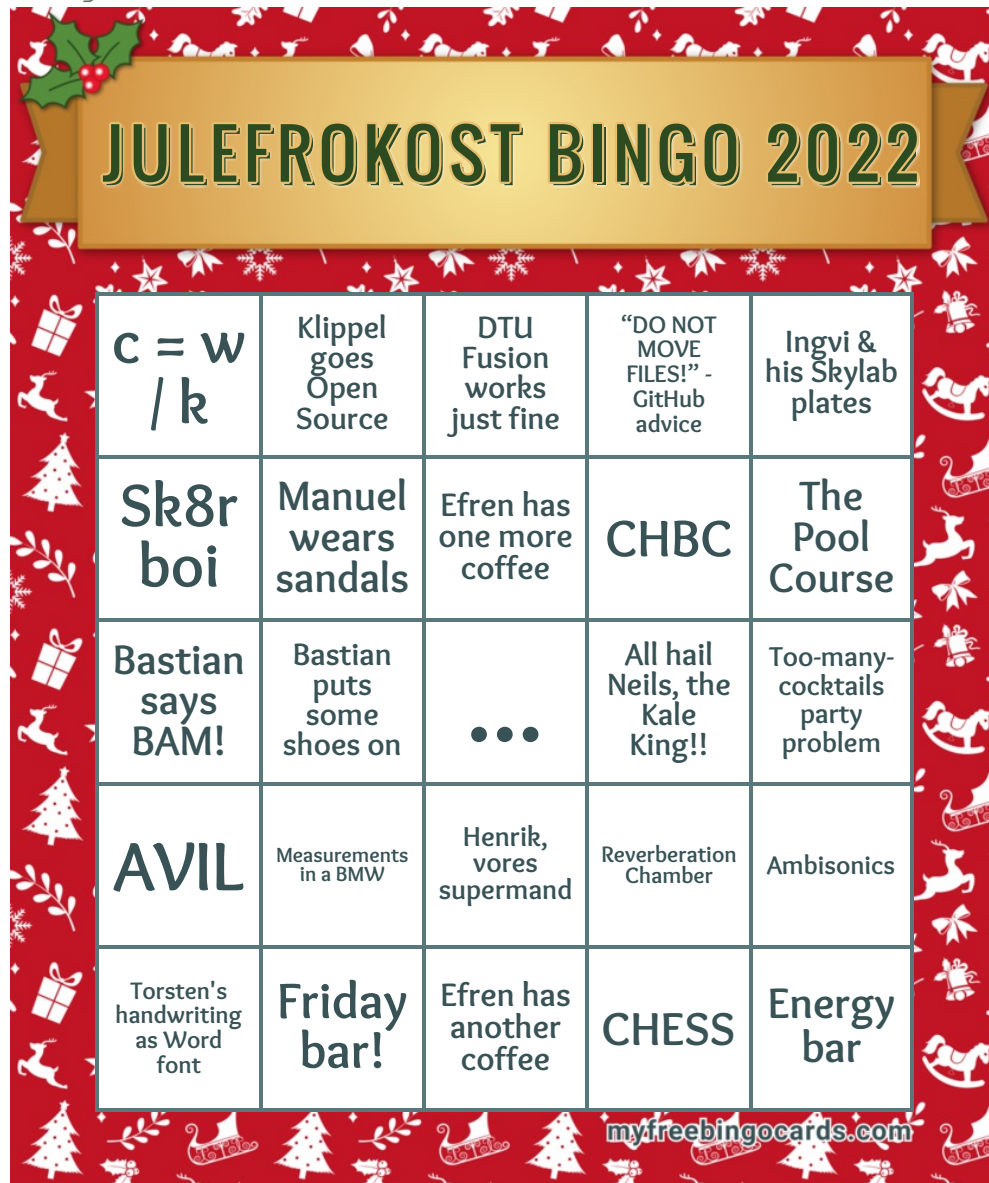 JULEFROKOST BINGO 2022
c = w
/ k
Klippel
goes
Open
Source
DTU
Fusion
works
just fine
“DO NOT
MOVE
FILES!” -
GitHub
advice
Ingvi &
his Skylab
plates
Sk8r
boi
Manuel
wears
sandals
Efren has
one more
coffee
CHBC
The
Pool
Course
Bastian
says
BAM!
Bastian
puts
some
shoes on
...
All hail
Neils, the
Kale
King!!
Too-many-
cocktails
party
problem
AVIL
Measurements
in a BMW
Henrik,
vores
supermand
Reverberation
Chamber
Ambisonics
Torsten's
handwriting
as Word
font
Friday
bar!
Efren has
another
coffee
CHESS
Energy
bar
myfreebingocards.com